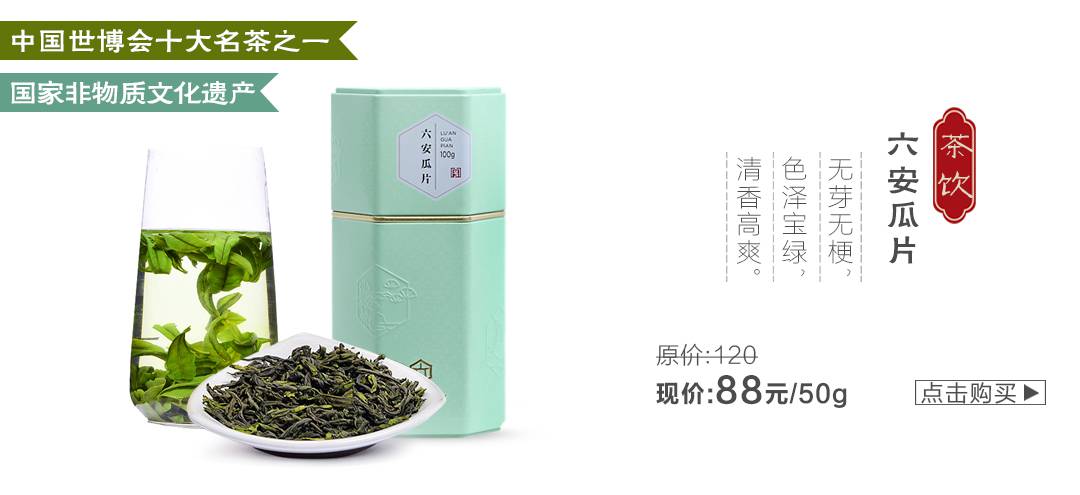 中国世博会十大名茶之一
国家非物质文化遗产
六安瓜片
LU'AN
GUA
PIAN
100g
茶饮
六安瓜片
无芽无梗，
色泽宝绿，
清香高爽。
原价:120
现价:88元/50g
点击购买▶